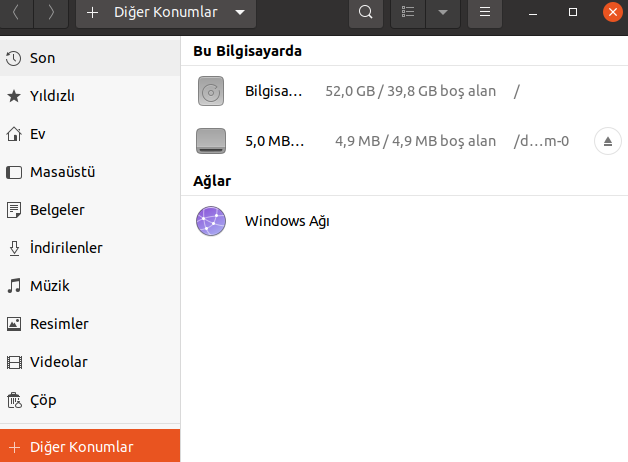 Diğer Konumlar
Son
Yıldızlı
Ev
Masaüstü
Belgeler
İndirilenler
Müzik
Resimler
Videolar
Çöp
Diğer Konumlar
Bu Bilgisayarda
Bilgisa… 52,0 GB / 39,8 GB boş alan /
5,0 MB… 4,9 MB / 4,9 MB boş alan /d…m-0
Ağlar
Windows Ağı